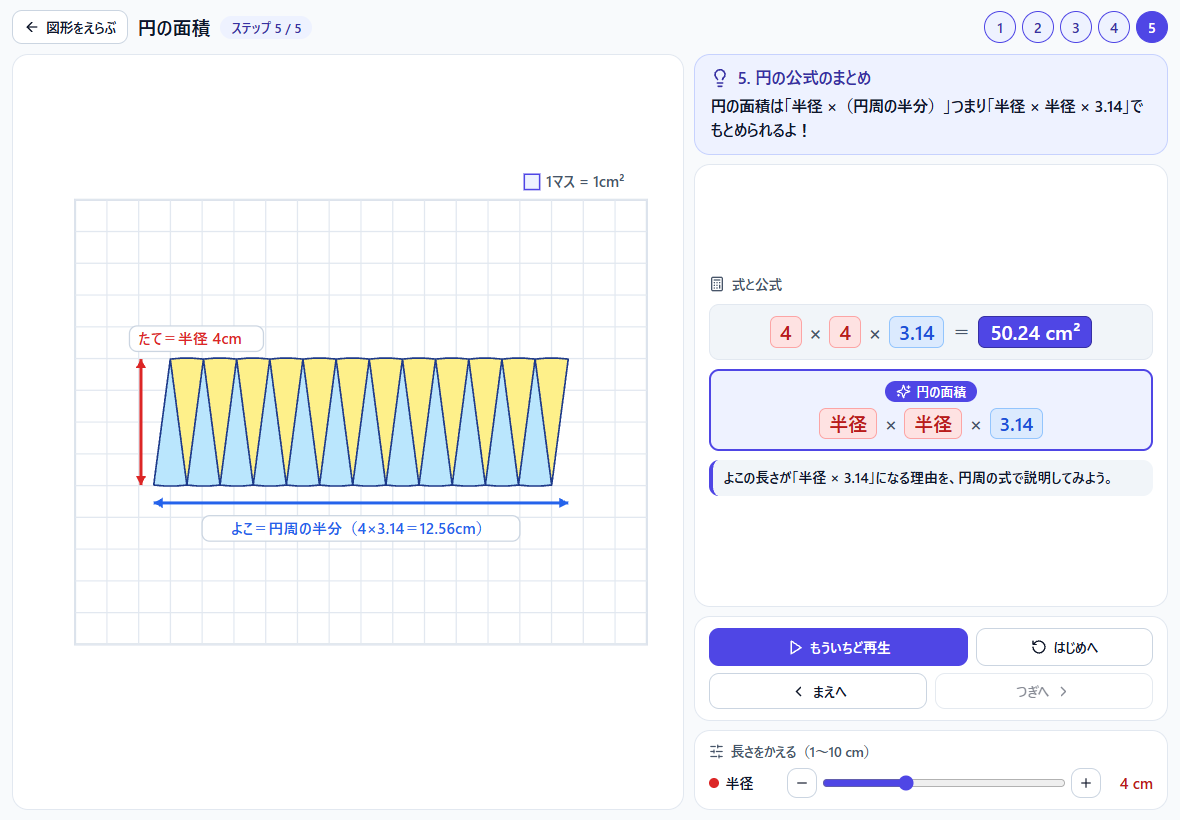 図形をえらぶ
円の面積
ステップ 5 / 5
1
2
3
4
5
1マス = 1cm²
たて＝半径 4cm
よこ＝円周の半分（4×3.14＝12.56cm）
5. 円の公式のまとめ
円の面積は「半径 ×（円周の半分）」つまり「半径 × 半径 × 3.14」で
もとめられるよ！
式と公式
4 × 4 × 3.14 = 50.24 cm²
円の面積
半径 × 半径 × 3.14
よこの長さが「半径 × 3.14」になる理由を、円周の式で説明してみよう。
もういちど再生
はじめへ
まえへ
つぎへ
長さをかえる（1〜10 cm）
半径
4 cm